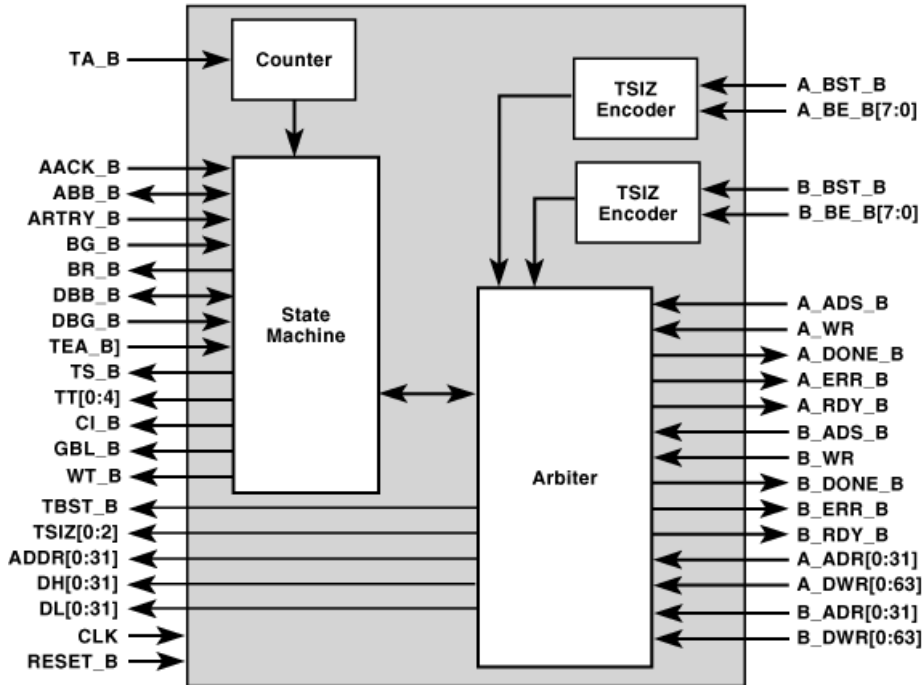 TA_B
Counter
TSIZ
Encoder
A_BST_B
A_BE_B[7:0]
AACK_B
ABB_B
ARTRY_B
BG_B
BR_B
DBB_B
DBG_B
TEA_B]
TS_B
TT[0:4]
CI_B
GBL_B
WT_B
State
Machine
TSIZ
Encoder
B_BST_B
B_BE_B[7:0]
Arbiter
A_ADS_B
A_WR
A_DONE_B
A_ERR_B
A_RDY_B
B_ADS_B
B_WR
B_DONE_B
B_ERR_B
B_RDY_B
A_ADR[0:31]
A_DWR[0:63]
B_ADR[0:31]
B_DWR[0:63]
TBST_B
TSIZ[0:2]
ADDR[0:31]
DH[0:31]
DL[0:31]
CLK
RESET_B